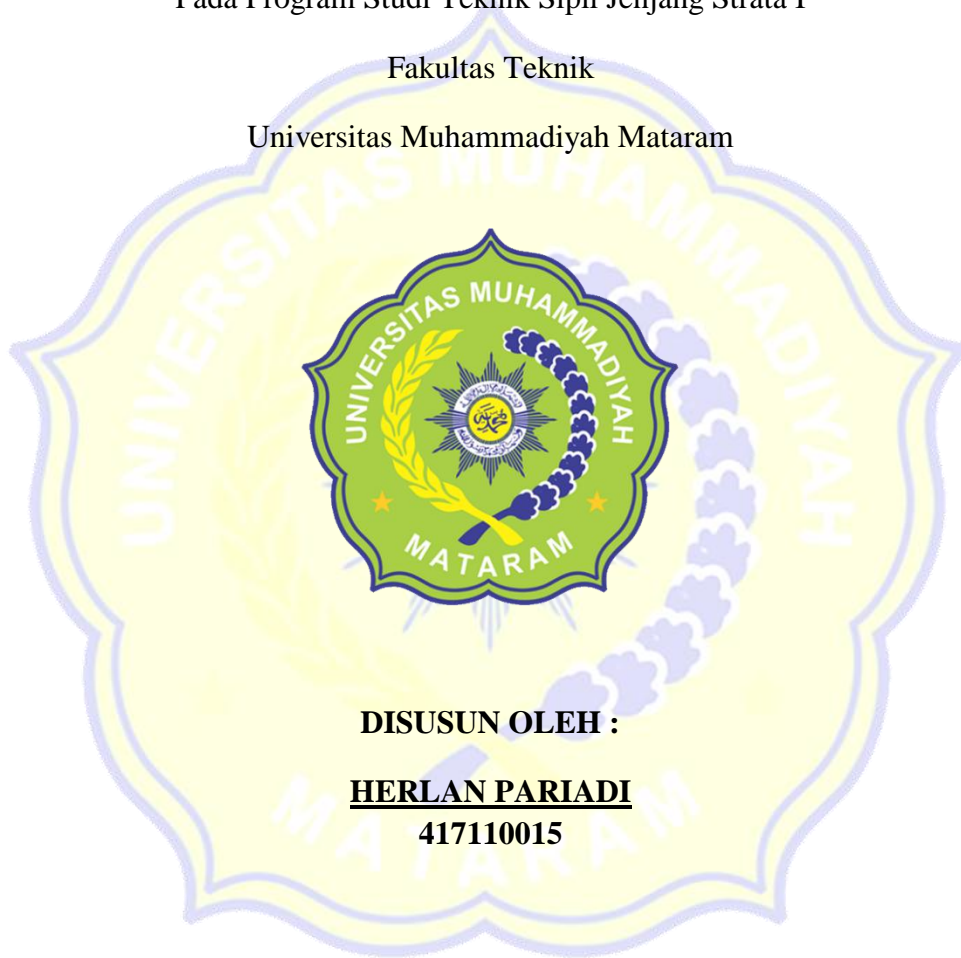 Pada Program Studi Teknik Sipil Jenjang Strata I
Fakultas Teknik
Universitas Muhammadiyah Mataram
UNIVERSITAS MUHAMMADIYAH
MATARAM
DISUSUN OLEH :
HERLAN PARIADI
417110015